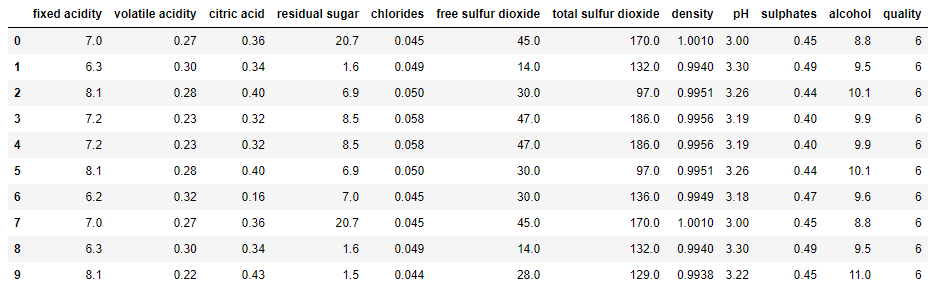 fixed acidity volatile acidity citric acid residual sugar chlorides free sulfur dioxide total sulfur dioxide density pH sulphates alcohol quality
0 7.0 0.27 0.36 20.7 0.045 45.0 170.0 1.0010 3.00 0.45 8.8 6
1 6.3 0.30 0.34 1.6 0.049 14.0 132.0 0.9940 3.30 0.49 9.5 6
2 8.1 0.28 0.40 6.9 0.050 30.0 97.0 0.9951 3.26 0.44 10.1 6
3 7.2 0.23 0.32 8.5 0.058 47.0 186.0 0.9956 3.19 0.40 9.9 6
4 7.2 0.23 0.32 8.5 0.058 47.0 186.0 0.9956 3.19 0.40 9.9 6
5 8.1 0.28 0.40 6.9 0.050 30.0 97.0 0.9951 3.26 0.44 10.1 6
6 6.2 0.32 0.16 7.0 0.045 30.0 136.0 0.9949 3.18 0.47 9.6 6
7 7.0 0.27 0.36 20.7 0.045 45.0 170.0 1.0010 3.00 0.45 8.8 6
8 6.3 0.30 0.34 1.6 0.049 14.0 132.0 0.9940 3.30 0.49 9.5 6
9 8.1 0.22 0.43 1.5 0.044 28.0 129.0 0.9938 3.22 0.45 11.0 6